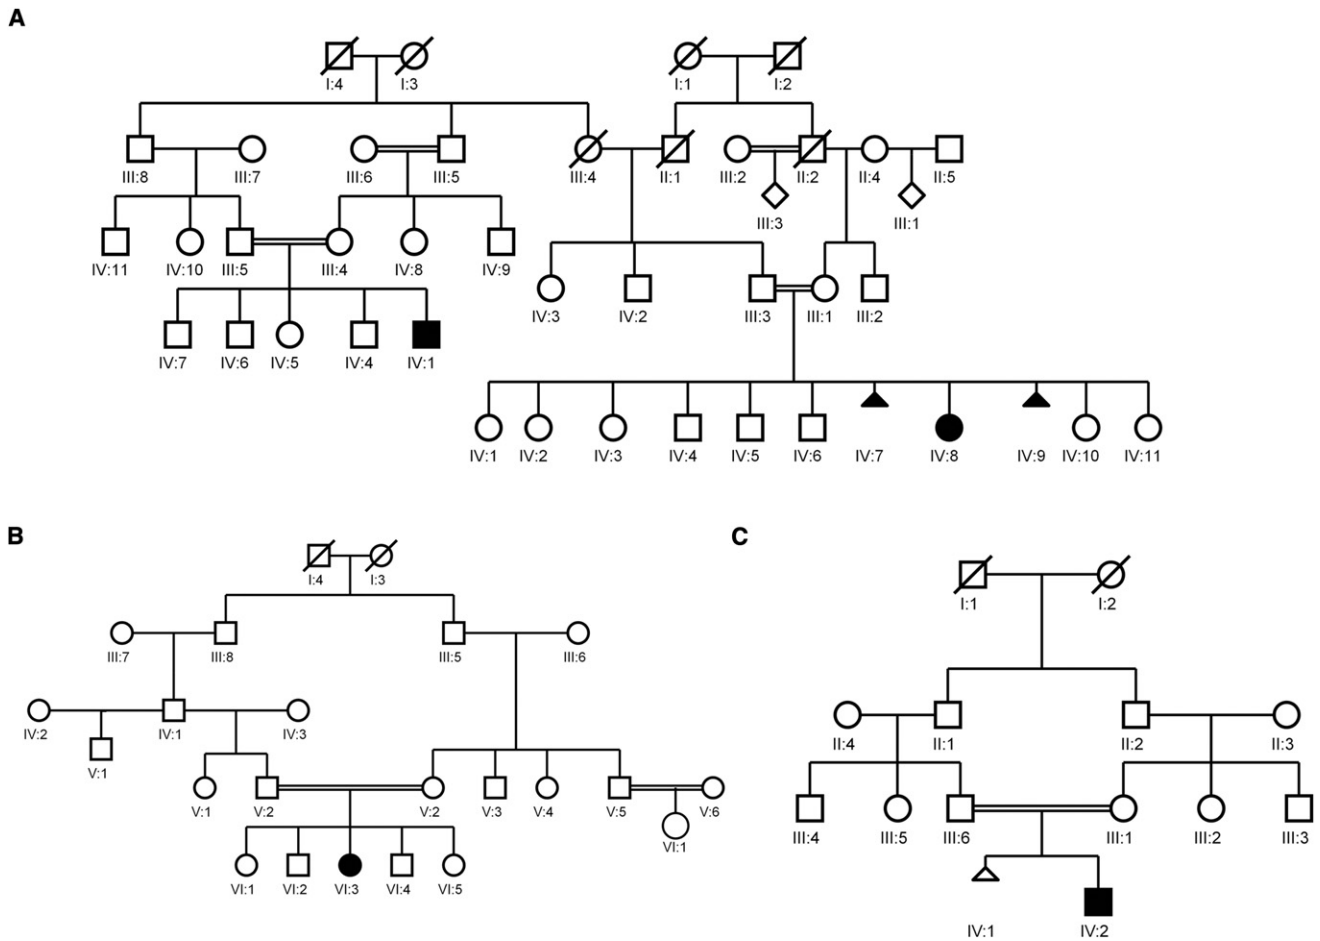 A
I:4 I:3 I:1 I:2
III:8 III:7 III:6 III:5 III:4 II:1 III:2 II:2 II:4 II:5
III:3 III:1
IV:11 IV:10 III:5 III:4 IV:8 IV:9
IV:3 IV:2 III:3 III:1 III:2
IV:7 IV:6 IV:5 IV:4 IV:1
IV:1 IV:2 IV:3 IV:4 IV:5 IV:6 IV:7 IV:8 IV:9 IV:10 IV:11
B
I:4 I:3
III:7 III:8 III:5 III:6
IV:2 IV:1 IV:3
V:1
V:1 V:2 V:2 V:3 V:4 V:5 V:6
VI:1
VI:1 VI:2 VI:3 VI:4 VI:5
C
I:1 I:2
II:4 II:1 II:2 II:3
III:4 III:5 III:6 III:1 III:2 III:3
IV:1 IV:2